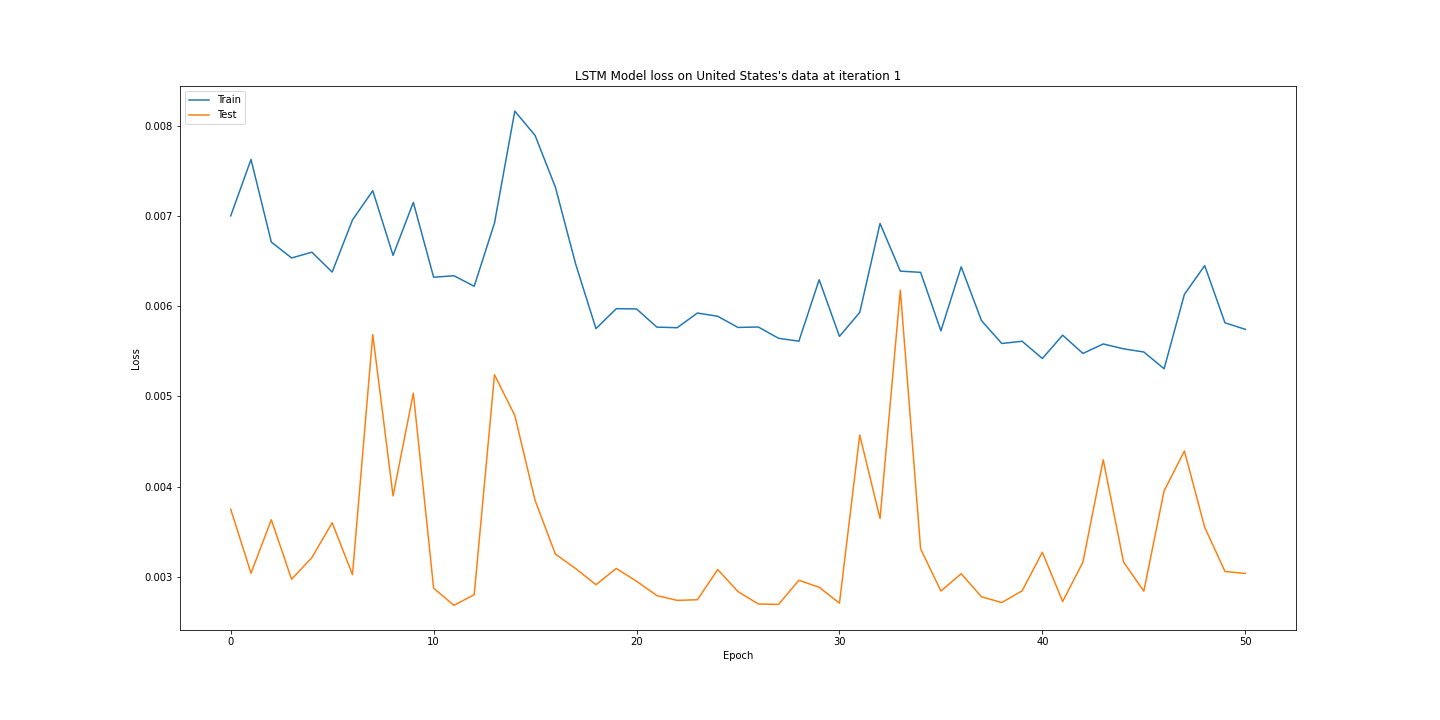 LSTM Model loss on United States's data at iteration 1
Train
Test
0.008
0.007
0.006
0.005
0.004
0.003
Loss
0 10 20 30 40 50
Epoch